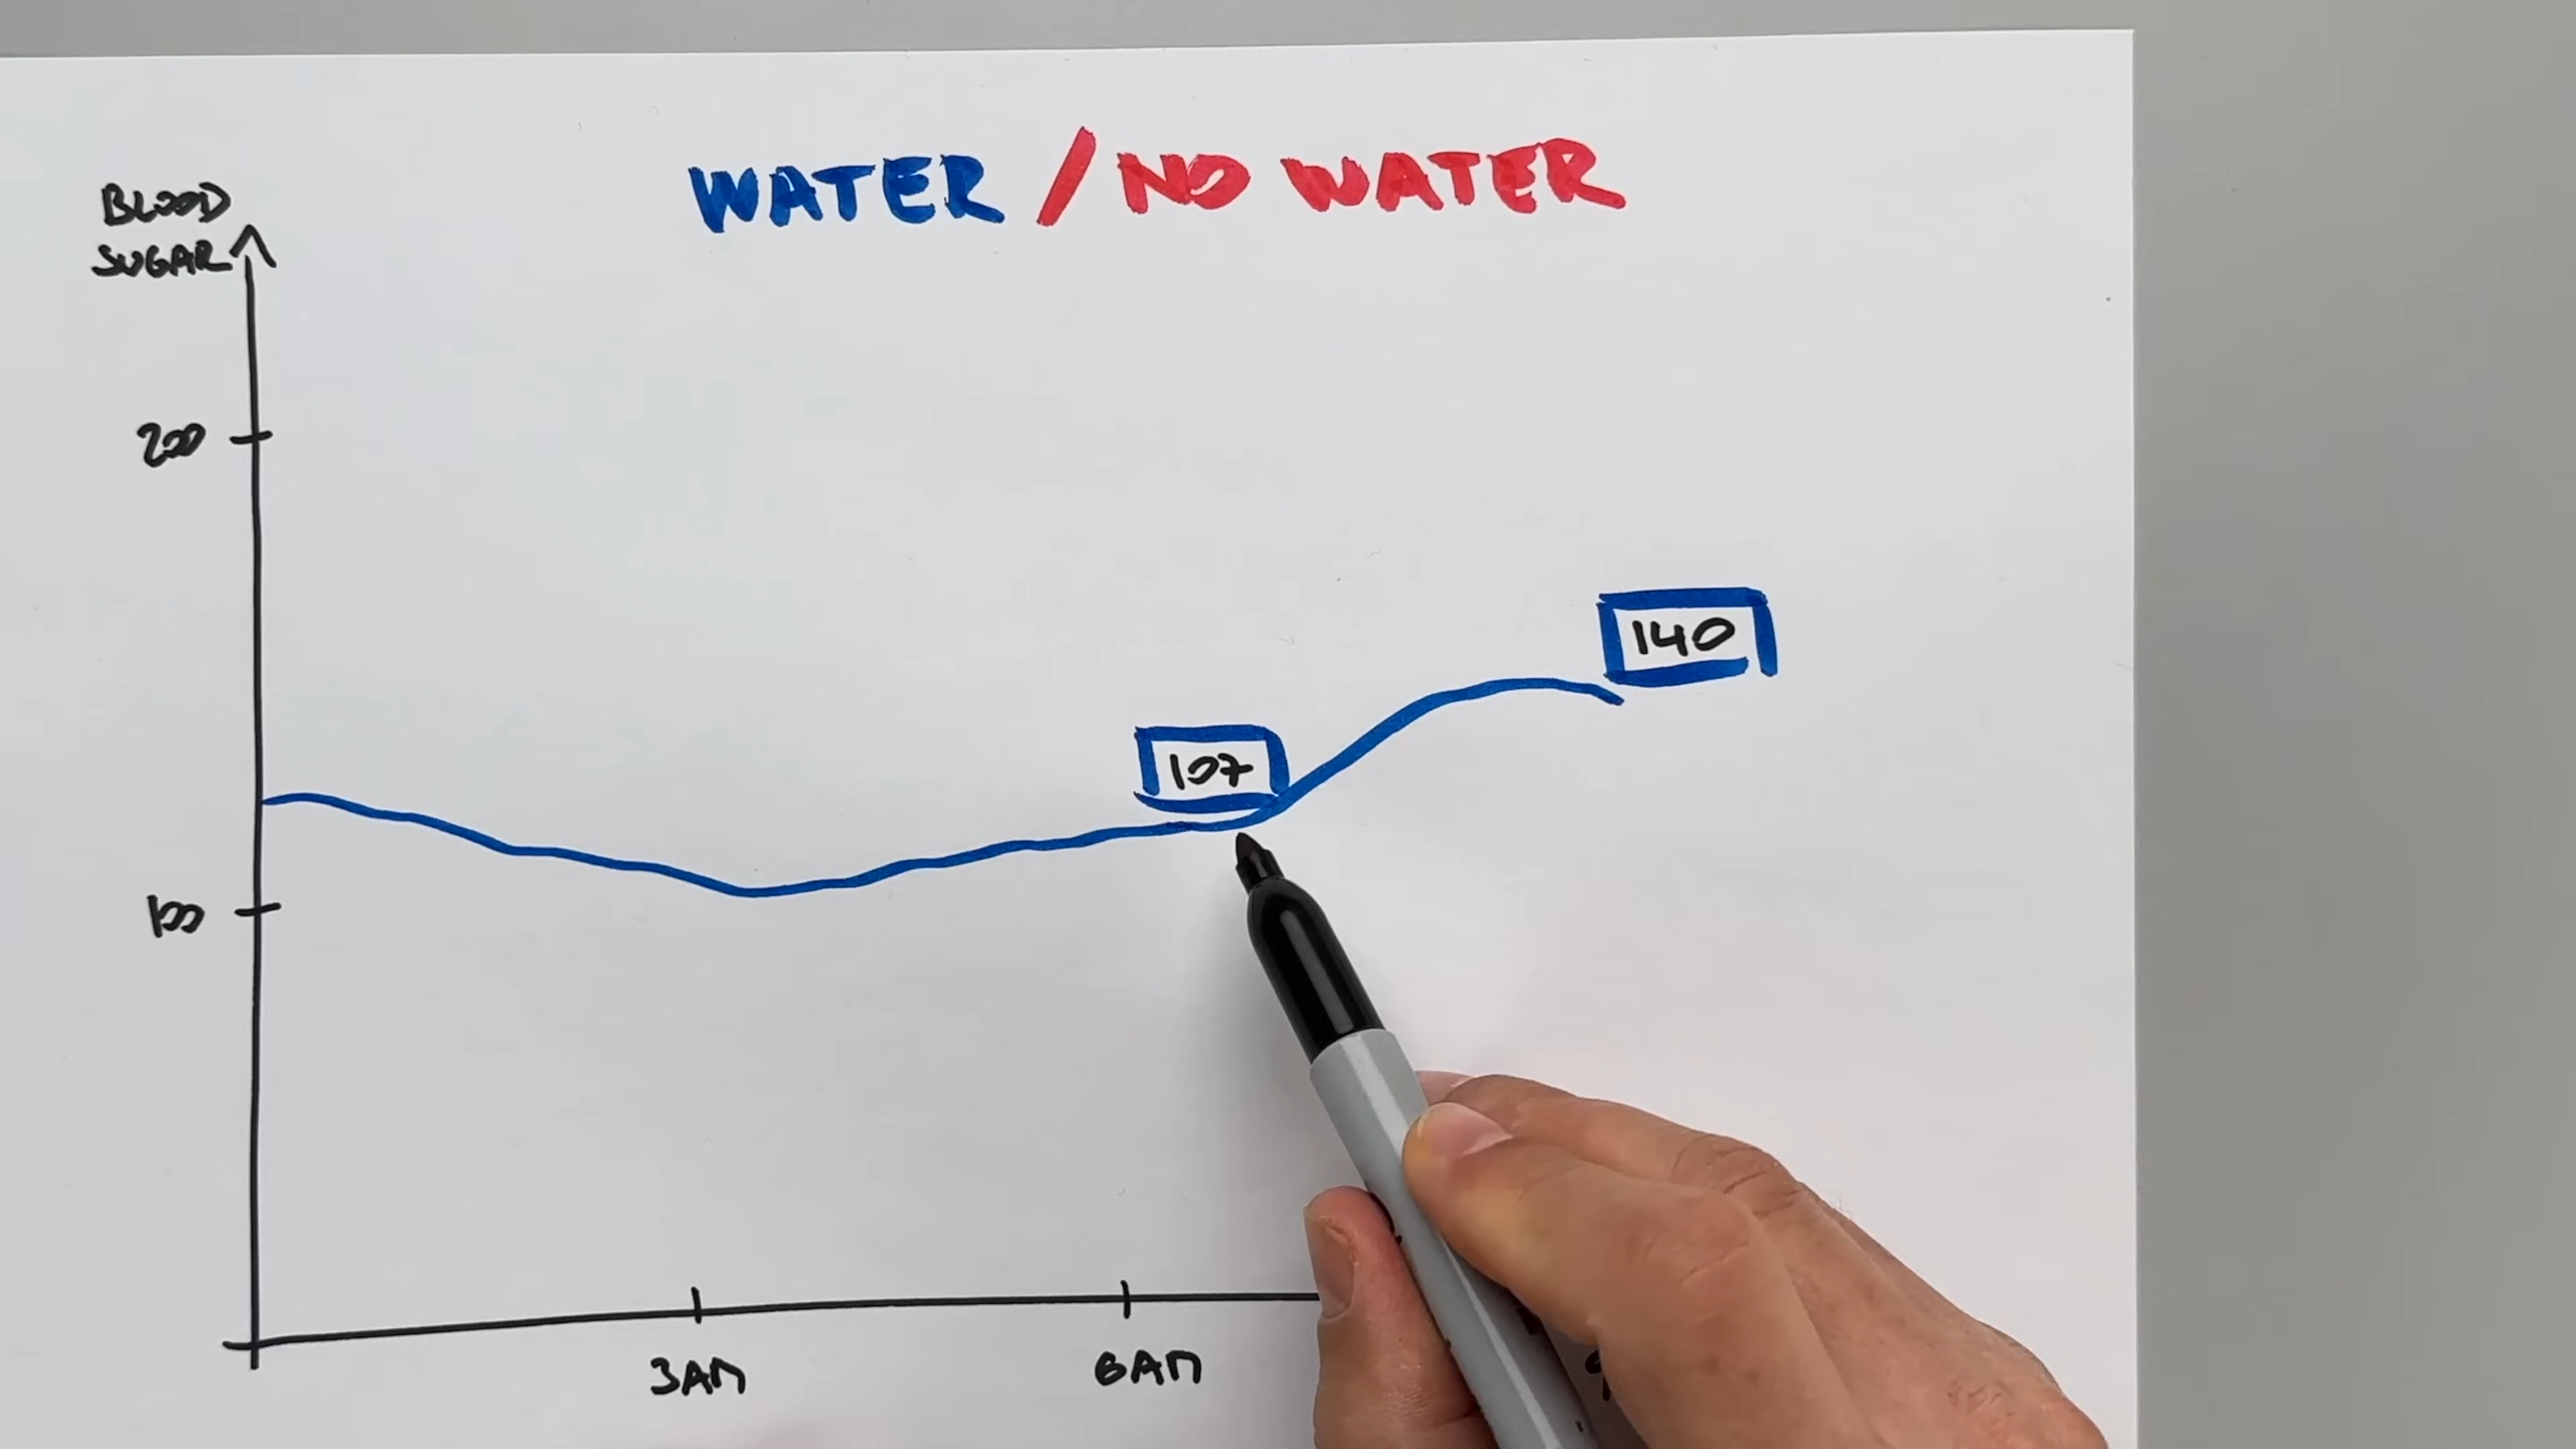 WATER / NO WATER
BLOOD
SUGAR
200
140
107
100
3AM
6AM